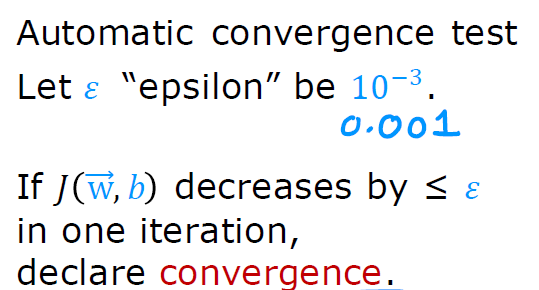 Automatic convergence test
Let ε “epsilon” be 10⁻³.
0.001
If J(w⃗, b) decreases by ≤ ε
in one iteration,
declare convergence.